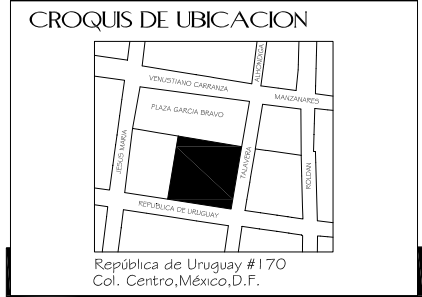 CROQUIS DE UBICACION
ALHONDIGA
VENUSTIANO CARRANZA
MANZANARES
PLAZA GARCIA BRAVO
JESUS MARIA
TALAVERA
ROLDAN
REPUBLICA DE URUGUAY
República de Uruguay #170
Col. Centro,México,D.F.